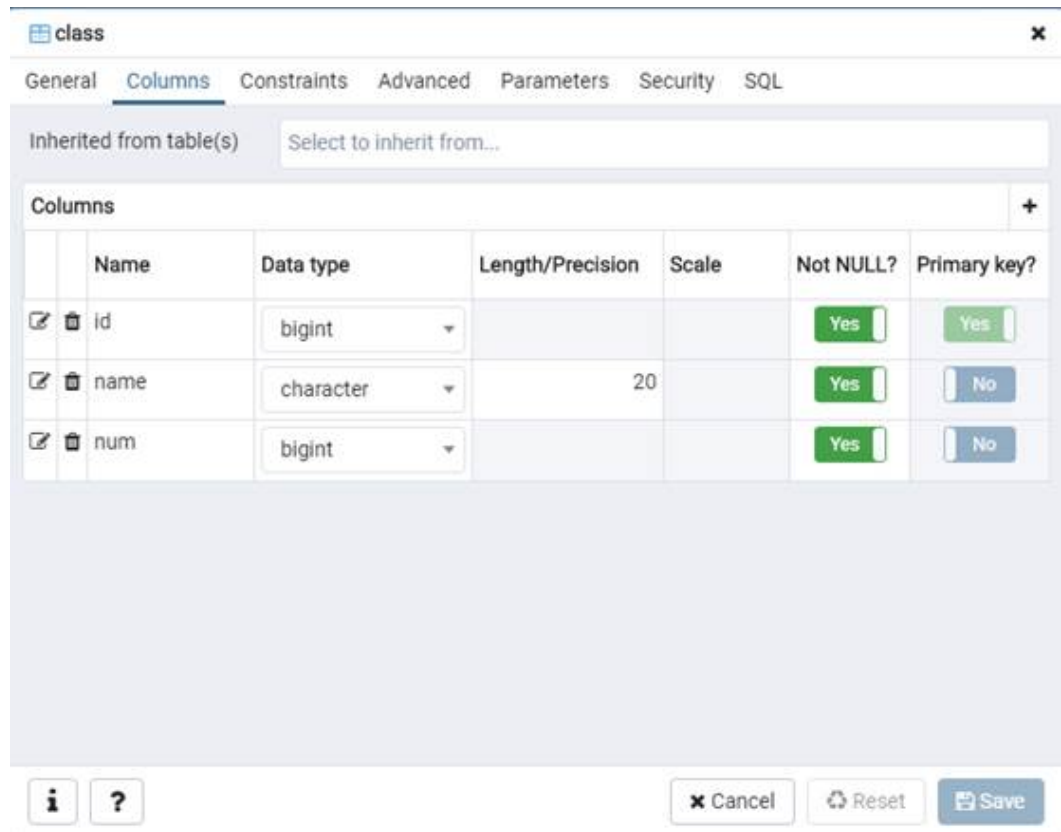 class
General Columns Constraints Advanced Parameters Security SQL
Inherited from table(s) Select to inherit from...
Columns
Name Data type Length/Precision Scale Not NULL? Primary key?
id bigint Yes Yes
name character 20 Yes No
num bigint Yes No
i ? Cancel Reset Save